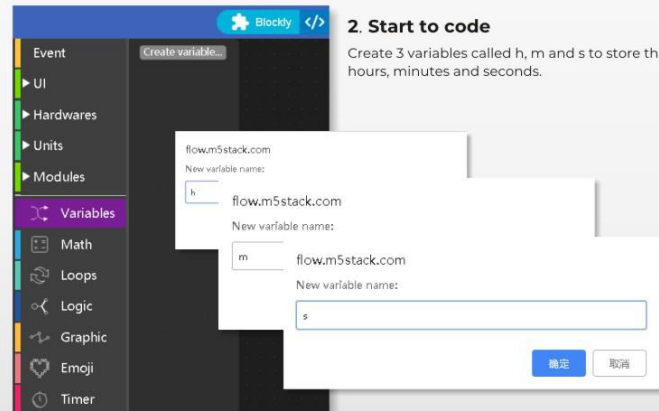 Blockly </>
2. Start to code
Create 3 variables called h, m and s to store th
hours, minutes and seconds.
Event
Create variable...
UI
Hardwares
Units
Modules
Variables
Math
Loops
Logic
Graphic
Emoji
Timer
flow.m5stack.com
New variable name:
h
flow.m5stack.com
New variable name:
m
flow.m5stack.com
New variable name:
s
确定
取消